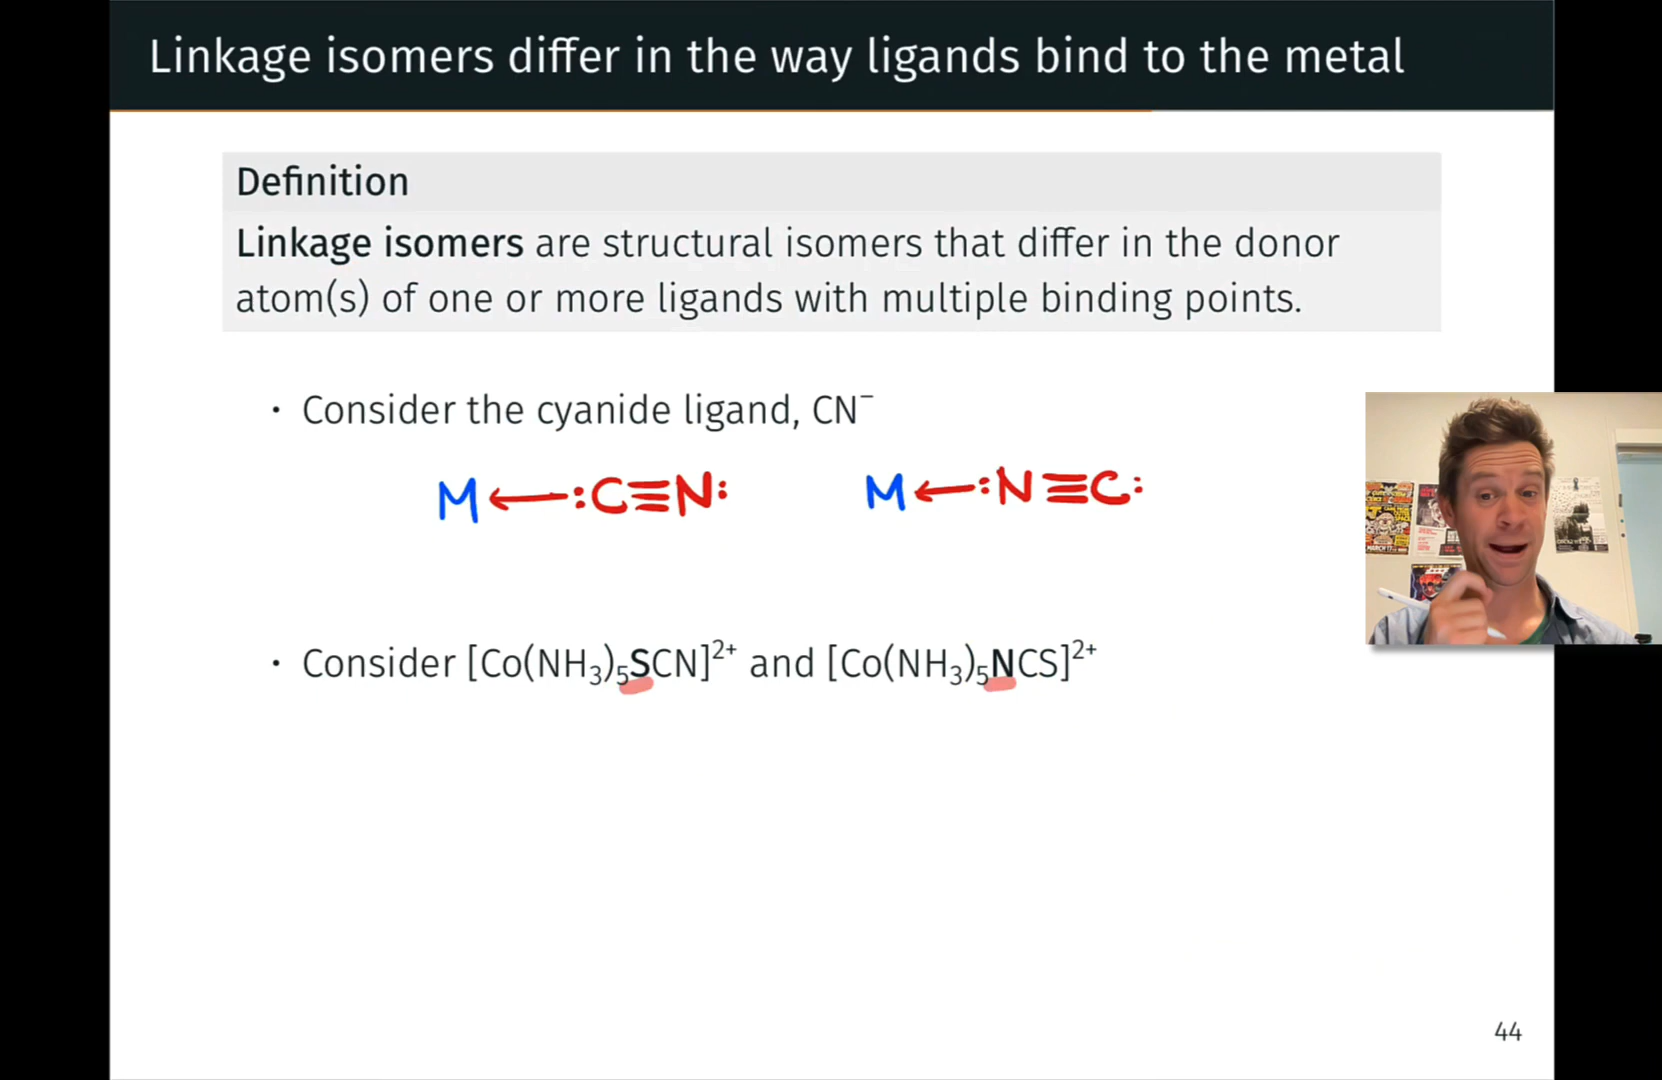 Linkage isomers differ in the way ligands bind to the metal
Definition
Linkage isomers are structural isomers that differ in the donor
atom(s) of one or more ligands with multiple binding points.
• Consider the cyanide ligand, CN⁻
M ← :C≡N: M ← :N≡C:
• Consider [Co(NH₃)₅SCN]²⁺ and [Co(NH₃)₅NCS]²⁺
44